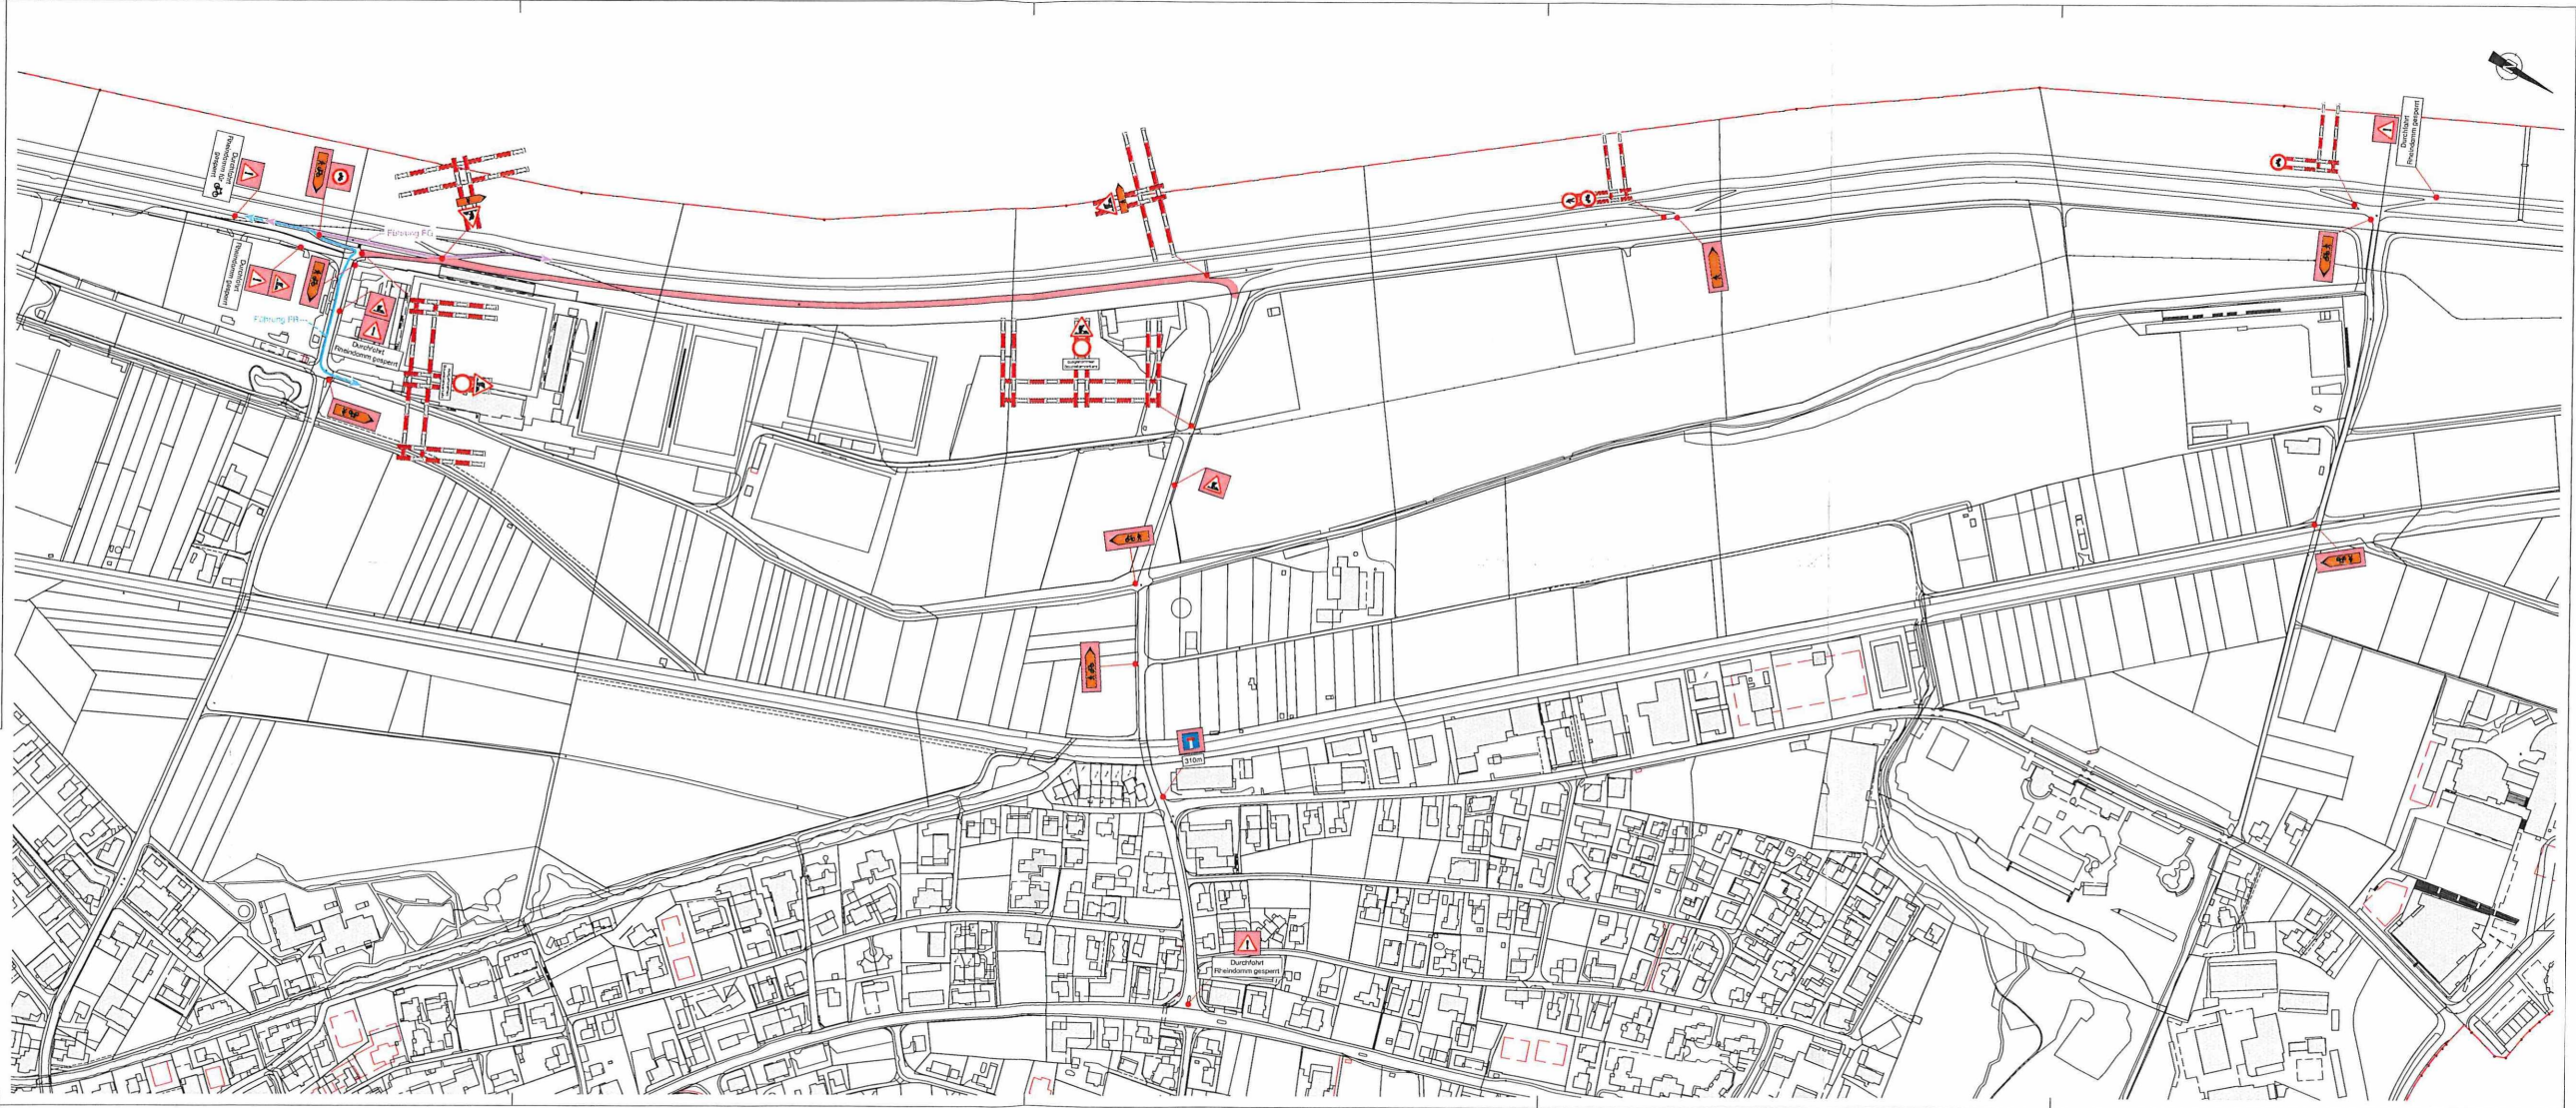 Durchfahrt
Rheindamm für
gesperrt
Durchfahrt
Rheindamm gesperrt
Führung FG
Durchfahrt
Rheindamm
gesperrt
Führung FR
Durchfahrt
Rheindamm gesperrt
310m
Durchfahrt
Rheindamm gesperrt
N